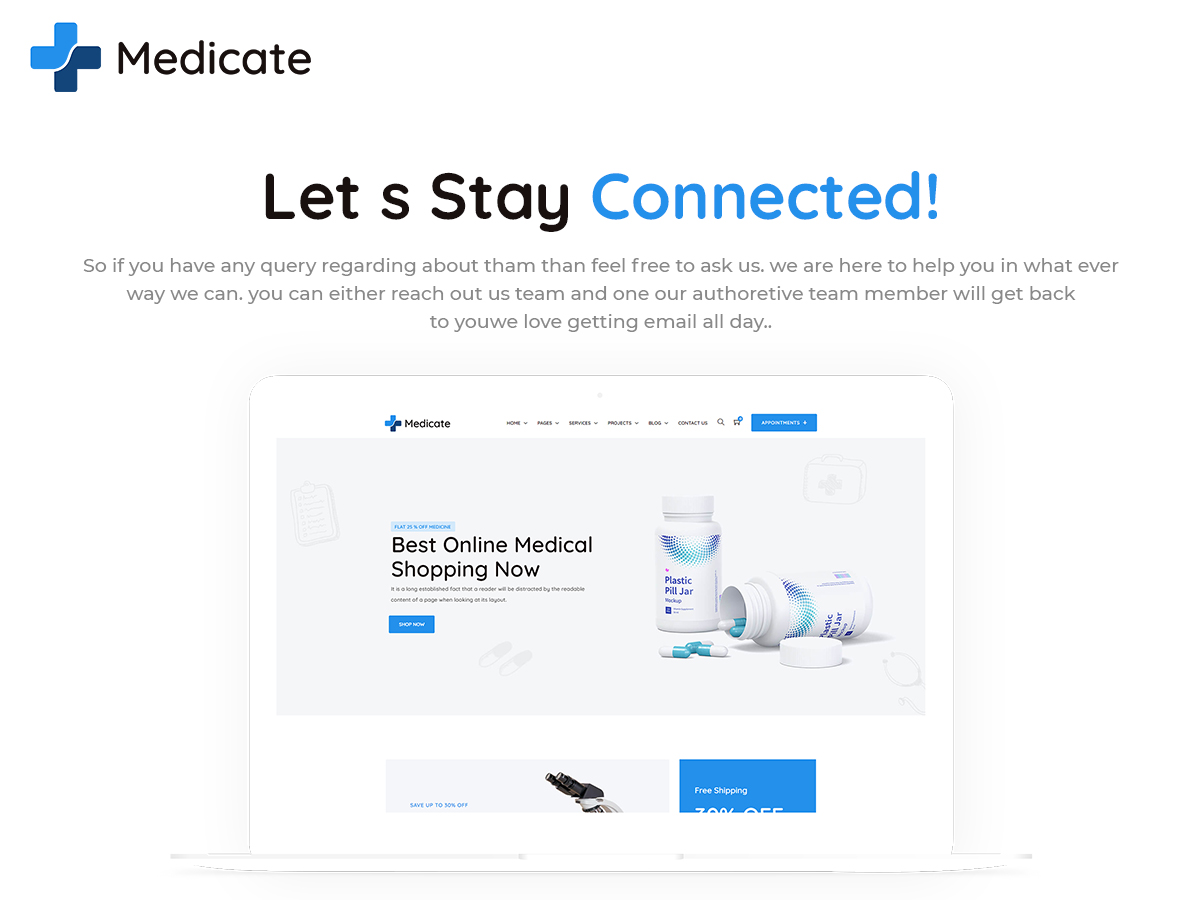 Medicate
Let s Stay Connected!
So if you have any query regarding about tham than feel free to ask us. we are here to help you in what ever
way we can. you can either reach out us team and one our authoretive team member will get back
to youwe love getting email all day..
Medicate HOME PAGES SERVICES PROJECTS BLOG CONTACT US APPOINTMENTS +
FLAT 25 % OFF MEDICINE
Best Online Medical
Shopping Now
It is a long established fact that a reader will be distracted by the readable
content of a page when looking at its layout.
SHOP NOW
Plastic
Pill Jar
Mockup
Plastic
Pill Jar
Mockup
SAVE UP TO 30% OFF
Free Shipping
30% OFF